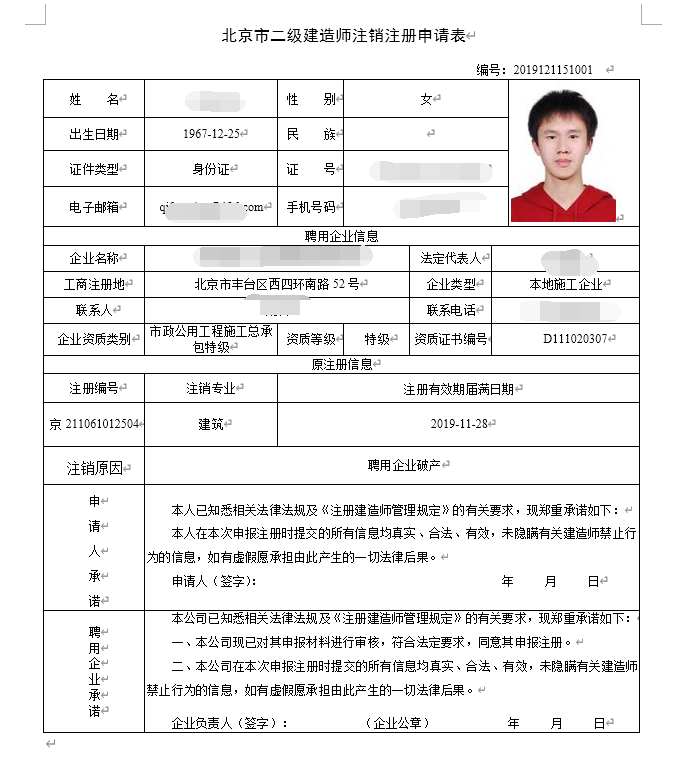 北京市二级建造师注销注册申请表
编号：2019121151001
姓 名 性 别 女
出生日期 1967-12-25 民 族
证件类型 身份证 证 号
电子邮箱 com 手机号码
聘用企业信息
企业名称 法定代表人
工商注册地 北京市丰台区西四环南路52号 企业类型 本地施工企业
联系人 联系电话
企业资质类别 市政公用工程施工总承
包特级 资质等级 特级 资质证书编号 D111020307
原注册信息
注册编号 注销专业 注册有效期届满日期
京211061012504 建筑 2019-11-28
注销原因 聘用企业破产
申请人承诺
本人已知悉相关法律法规及《注册建造师管理规定》的有关要求，现郑重承诺如下：
本人在本次申报注册时提交的所有信息均真实、合法、有效，未隐瞒有关建造师禁止行
为的信息，如有虚假愿承担由此产生的一切法律后果。
申请人（签字）： 年 月 日
聘用企业承诺
本公司已知悉相关法律法规及《注册建造师管理规定》的有关要求，现郑重承诺如下：
一、本公司现已对其申报材料进行审核，符合法定要求，同意其申报注册。
二、本公司在本次申报注册时提交的所有信息均真实、合法、有效，未隐瞒有关建造师
禁止行为的信息，如有虚假愿承担由此产生的一切法律后果。
企业负责人（签字）： （企业公章） 年 月 日